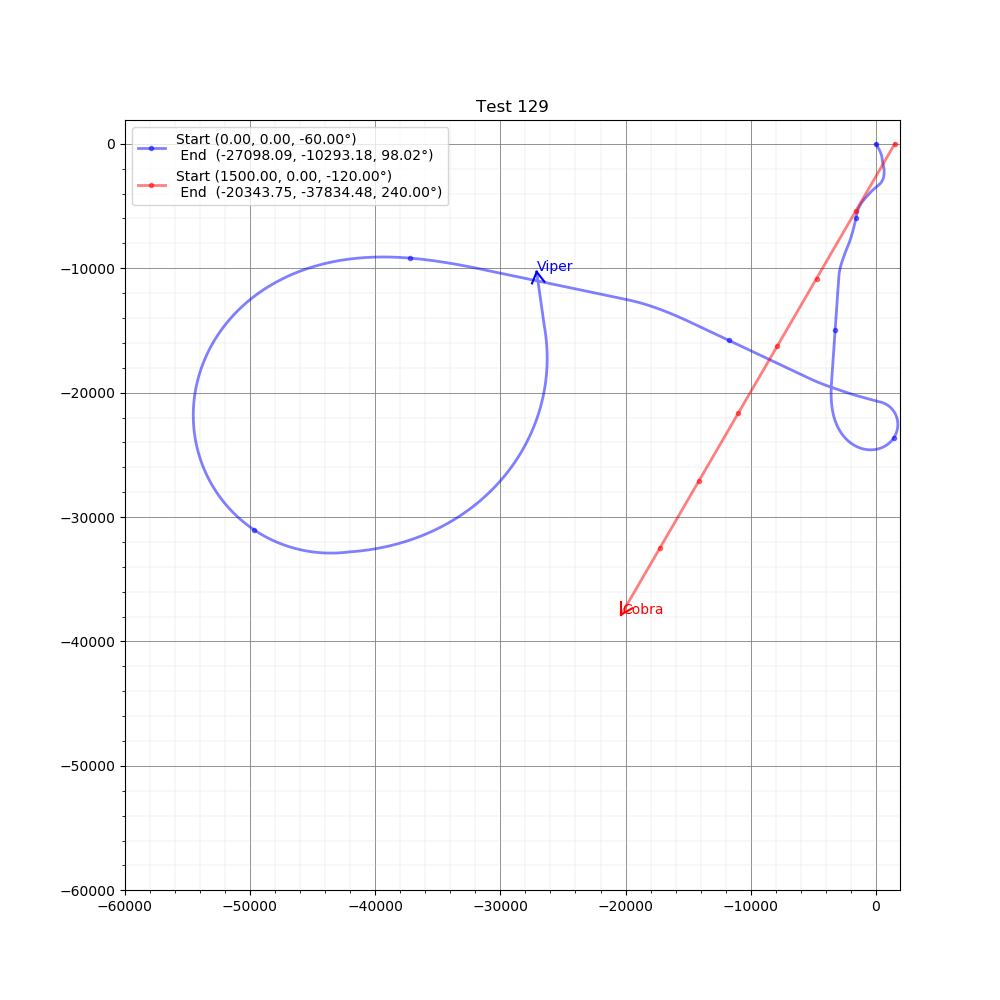 Test 129
Start (0.00, 0.00, -60.00°)
End  (-27098.09, -10293.18, 98.02°)
Start (1500.00, 0.00, -120.00°)
End  (-20343.75, -37834.48, 240.00°)
Viper
Cobra
0
−10000
−20000
−30000
−40000
−50000
−60000
−60000 −50000 −40000 −30000 −20000 −10000 0